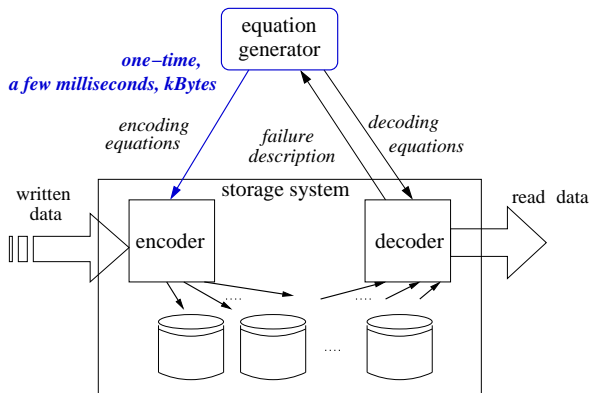 equation
generator
one-time,
a few milliseconds, kBytes
encoding
equations
failure
description
decoding
equations
written
data
storage system
read data
encoder
decoder
....
....
....